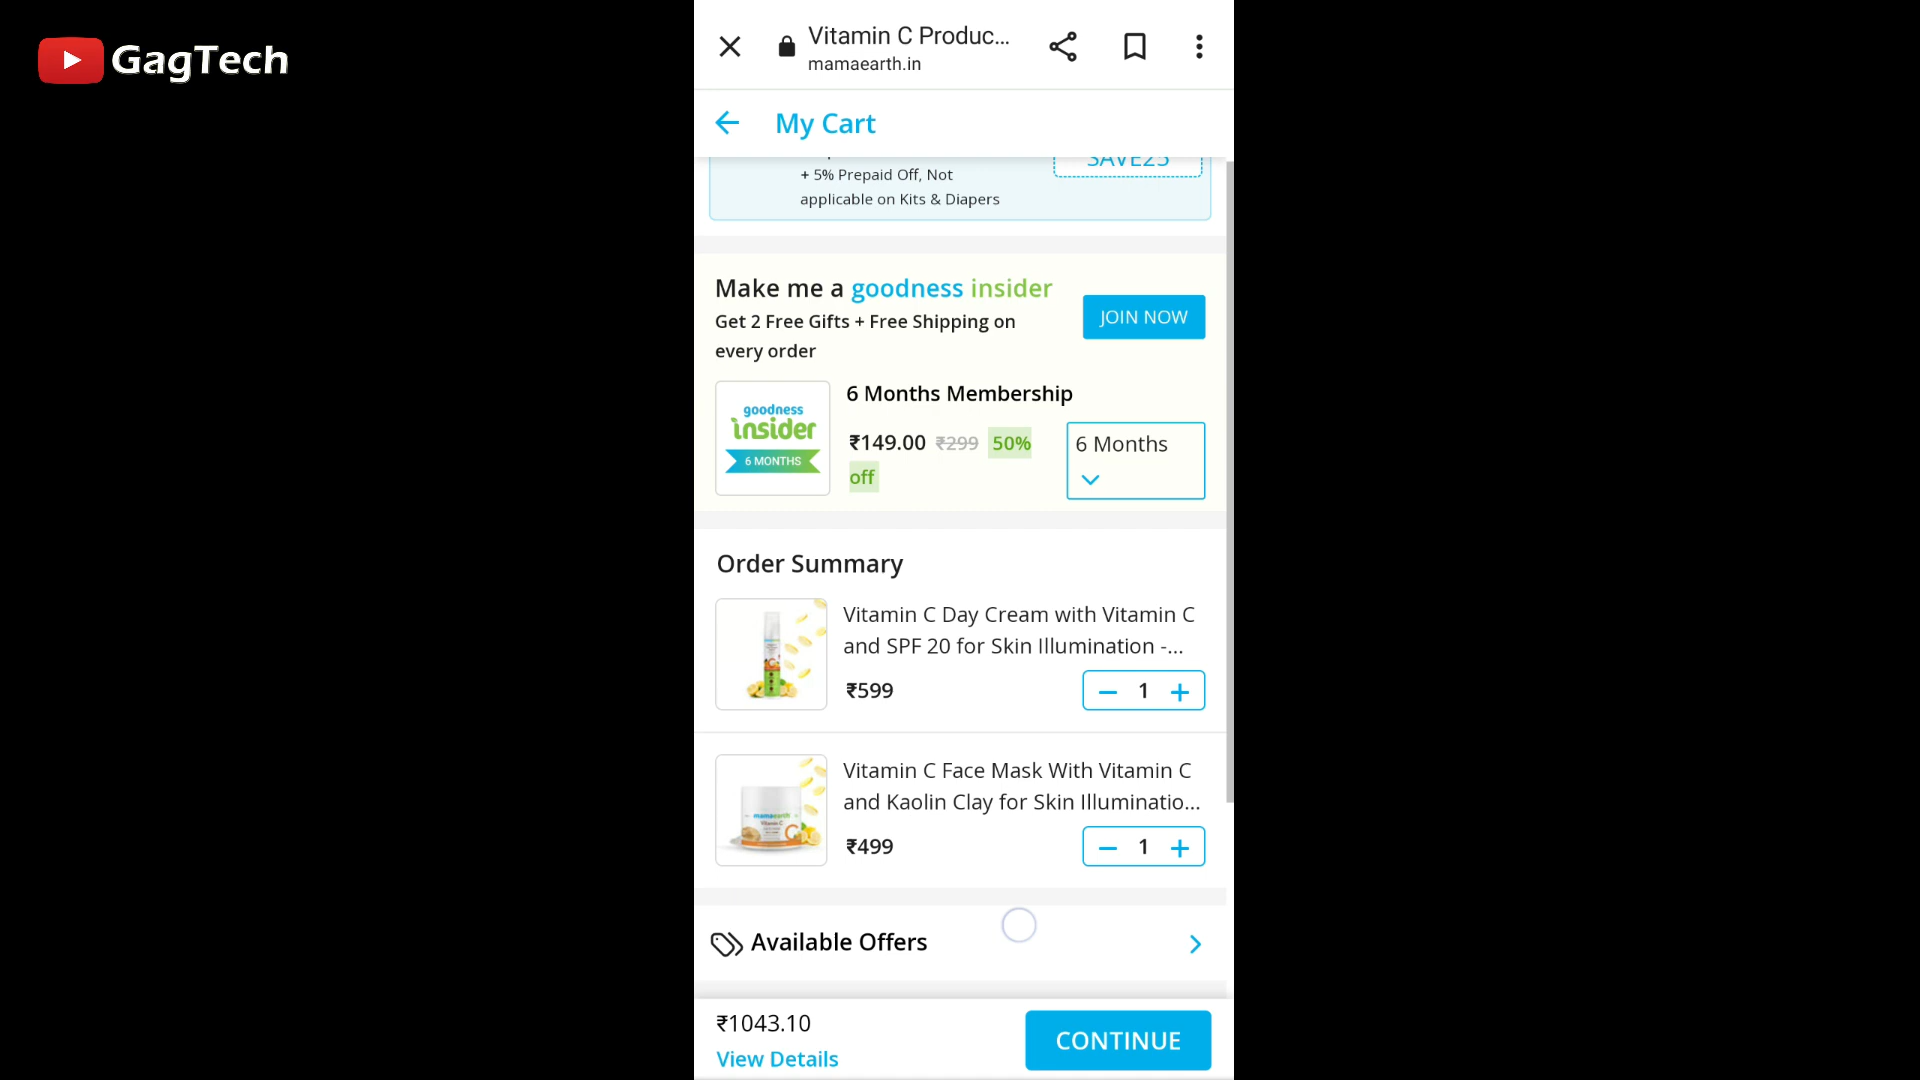 GagTech
Vitamin C Produc...
mamaearth.in
My Cart
SAVE25
+ 5% Prepaid Off, Not
applicable on Kits & Diapers
Make me a goodness insider
Get 2 Free Gifts + Free Shipping on
every order
JOIN NOW
goodness
insider
6 MONTHS
6 Months Membership
₹149.00 ₹299 50%
off
6 Months
Order Summary
Vitamin C Day Cream with Vitamin C
and SPF 20 for Skin Illumination -...
₹599
1
Vitamin C Face Mask With Vitamin C
and Kaolin Clay for Skin Illuminatio...
mamaearth
Vitamin C
₹499
1
Available Offers
₹1043.10
View Details
CONTINUE